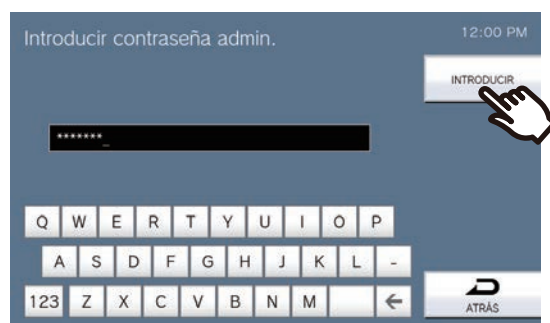 Introducir contraseña admin.
12:00 PM
INTRODUCIR
*******_
Q W E R T Y U I O P
A S D F G H J K L -
123 Z X C V B N M ←
ATRÁS